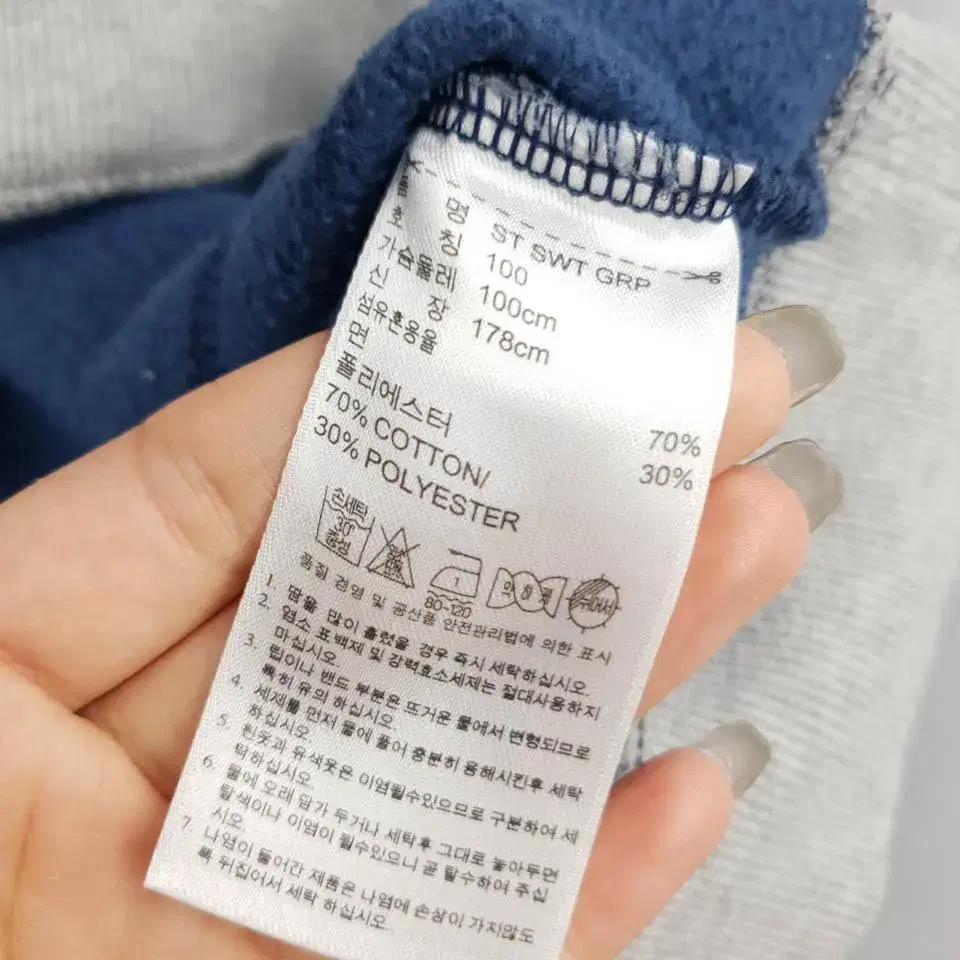 품 명 ST SWT GRP
호 칭 100
가슴둘레 100cm
신 장 178cm
섬유혼용율
면 70%
폴리에스터 30%
70% COTTON/
30% POLYESTER
손세탁
30°
중성
1
80-120
뉘어서
품질 경영 및 공산품 안전관리법에 의한 표시
1. 땀을 많이 흘렸을 경우 즉시 세탁하십시오.
2. 염소 표백제 및 강력효소세제는 절대사용하지
마십시오.
3. 립이나 밴드 부분은 뜨거운 물에서 변형되므로
특히 유의 하십시오.
4. 세제를 먼저 물에 풀어 충분히 용해시킨후 세탁
하십시오.
5. 흰옷과 유색옷은 이염될수있으므로 구분하여 세
탁하십시오.
6. 물에 오래 담가 두거나 세탁후 그대로 놓아두면
탈색이나 이염이 될수있으니 곧 탈수하여 주십
시오.
7. 나염이 들어간 제품은 나염에 손상이 가지않도
록 뒤집어서 세탁 하십시오.